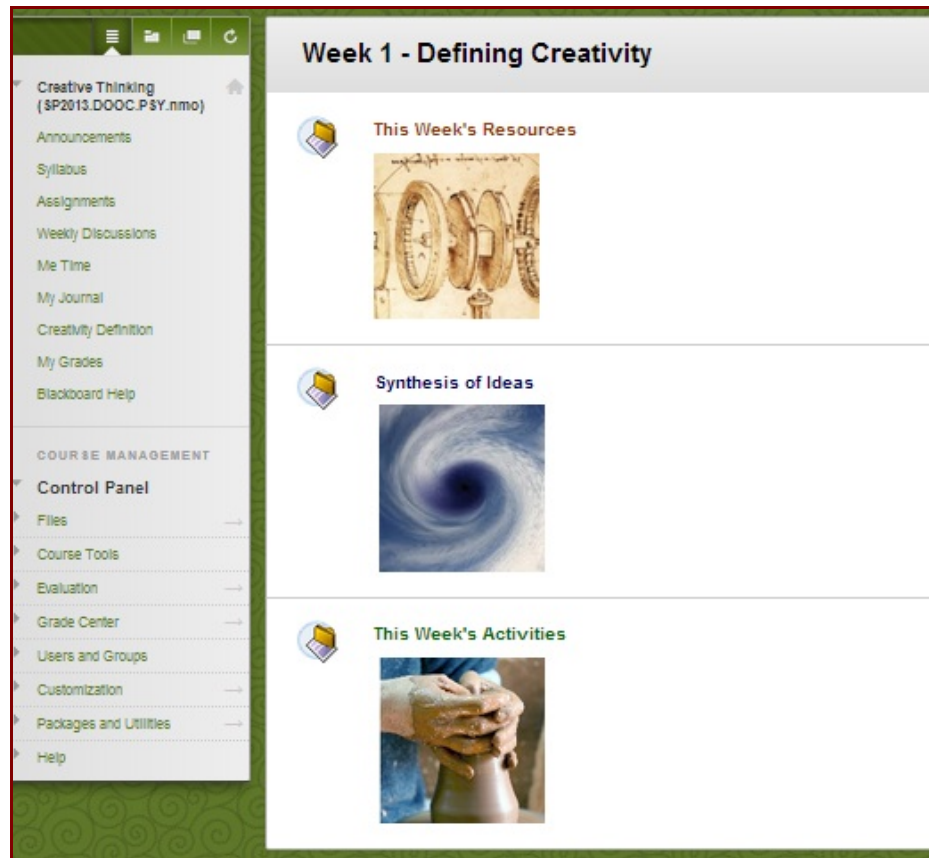 Creative Thinking
(SP2013.DOOC.PSY.nmo)
Announcements
Syllabus
Assignments
Weekly Discussions
Me Time
My Journal
Creativity Definition
My Grades
Blackboard Help
COURSE MANAGEMENT
Control Panel
Files
Course Tools
Evaluation
Grade Center
Users and Groups
Customization
Packages and Utilities
Help
Week 1 - Defining Creativity
This Week's Resources
Synthesis of Ideas
This Week's Activities